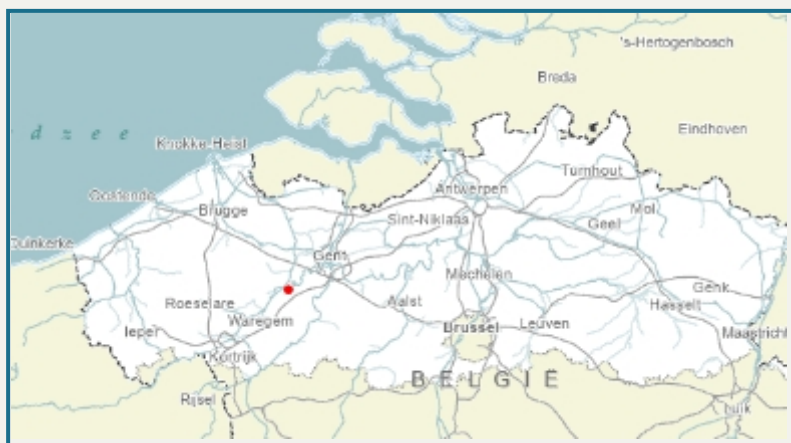 's-Hertogenbosch
Breda
Eindhoven
d z e e
Knokke-Heist
Turnhout
Antwerpen
Oostende
Brugge
Sint-Niklaas
Geel
Mol
Duinkerke
Gent
Mechelen
Genk
Roeselare
Aalst
Hasselt
Waregem
Ieper
Brussel
Leuven
Maastricht
Kortrijk
BELGIË
Rijsel
Luik